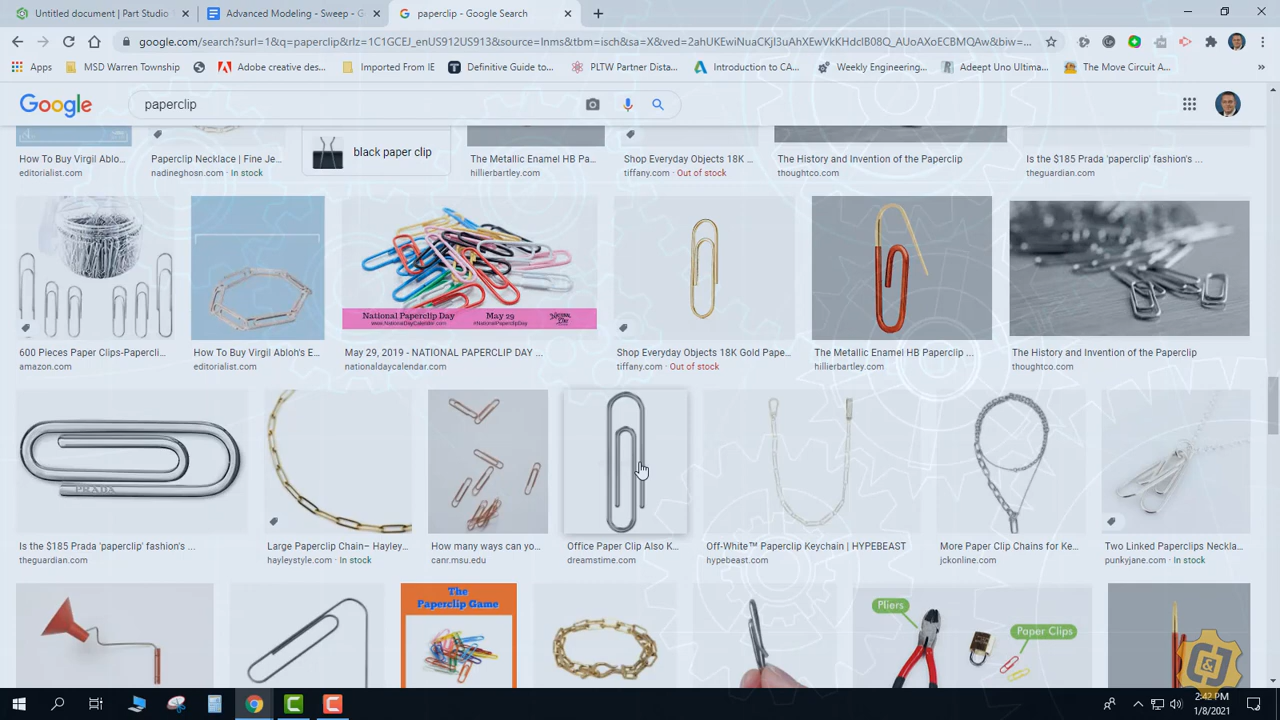 Untitled document | Part Studio
Advanced Modeling - Sweep - G
paperclip - Google Search
google.com/search?surl=1&q=paperclip&rlz=1C1GCEJ_enUS912US913&source=lnms&tbm=isch&sa=X&ved=2ahUKEwiNuaCKjI3uAhXEwVkKHdcIB08Q_AUoAXoECBMQAw&biw=...
Apps
MSD Warren Township
Adobe creative des...
Imported From IE
Definitive Guide to...
PLTW Partner Dista...
Introduction to CA...
Weekly Engineering...
Adeept Uno Ultima...
The Move Circuit A...
Google
paperclip
black paper clip
How To Buy Virgil Ablo...
editorialist.com
Paperclip Necklace | Fine Je...
nadineghosn.com · In stock
The Metallic Enamel HB Pa...
hillierbartley.com
Shop Everyday Objects 18K ...
tiffany.com · Out of stock
The History and Invention of the Paperclip
thoughtco.com
Is the $185 Prada 'paperclip' fashion's ...
theguardian.com
National Paperclip Day
www.NationalDayCalendar.com
May 29
#NationalPaperclipDay
600 Pieces Paper Clips-Papercli...
amazon.com
How To Buy Virgil Abloh's E...
editorialist.com
May 29, 2019 - NATIONAL PAPERCLIP DAY ...
nationaldaycalendar.com
Shop Everyday Objects 18K Gold Pape...
tiffany.com · Out of stock
The Metallic Enamel HB Paperclip ...
hillierbartley.com
The History and Invention of the Paperclip
thoughtco.com
PRADA
Is the $185 Prada 'paperclip' fashion's ...
theguardian.com
Large Paperclip Chain– Hayley...
hayleystyle.com · In stock
How many ways can yo...
canr.msu.edu
Office Paper Clip Also K...
dreamstime.com
Off-White™ Paperclip Keychain | HYPEBEAST
hypebeast.com
More Paper Clip Chains for Ke...
jckonline.com
Two Linked Paperclips Neckla...
punkyjane.com · In stock
The
Paperclip Game
Pliers
Paper Clips
2:42 PM
1/8/2021